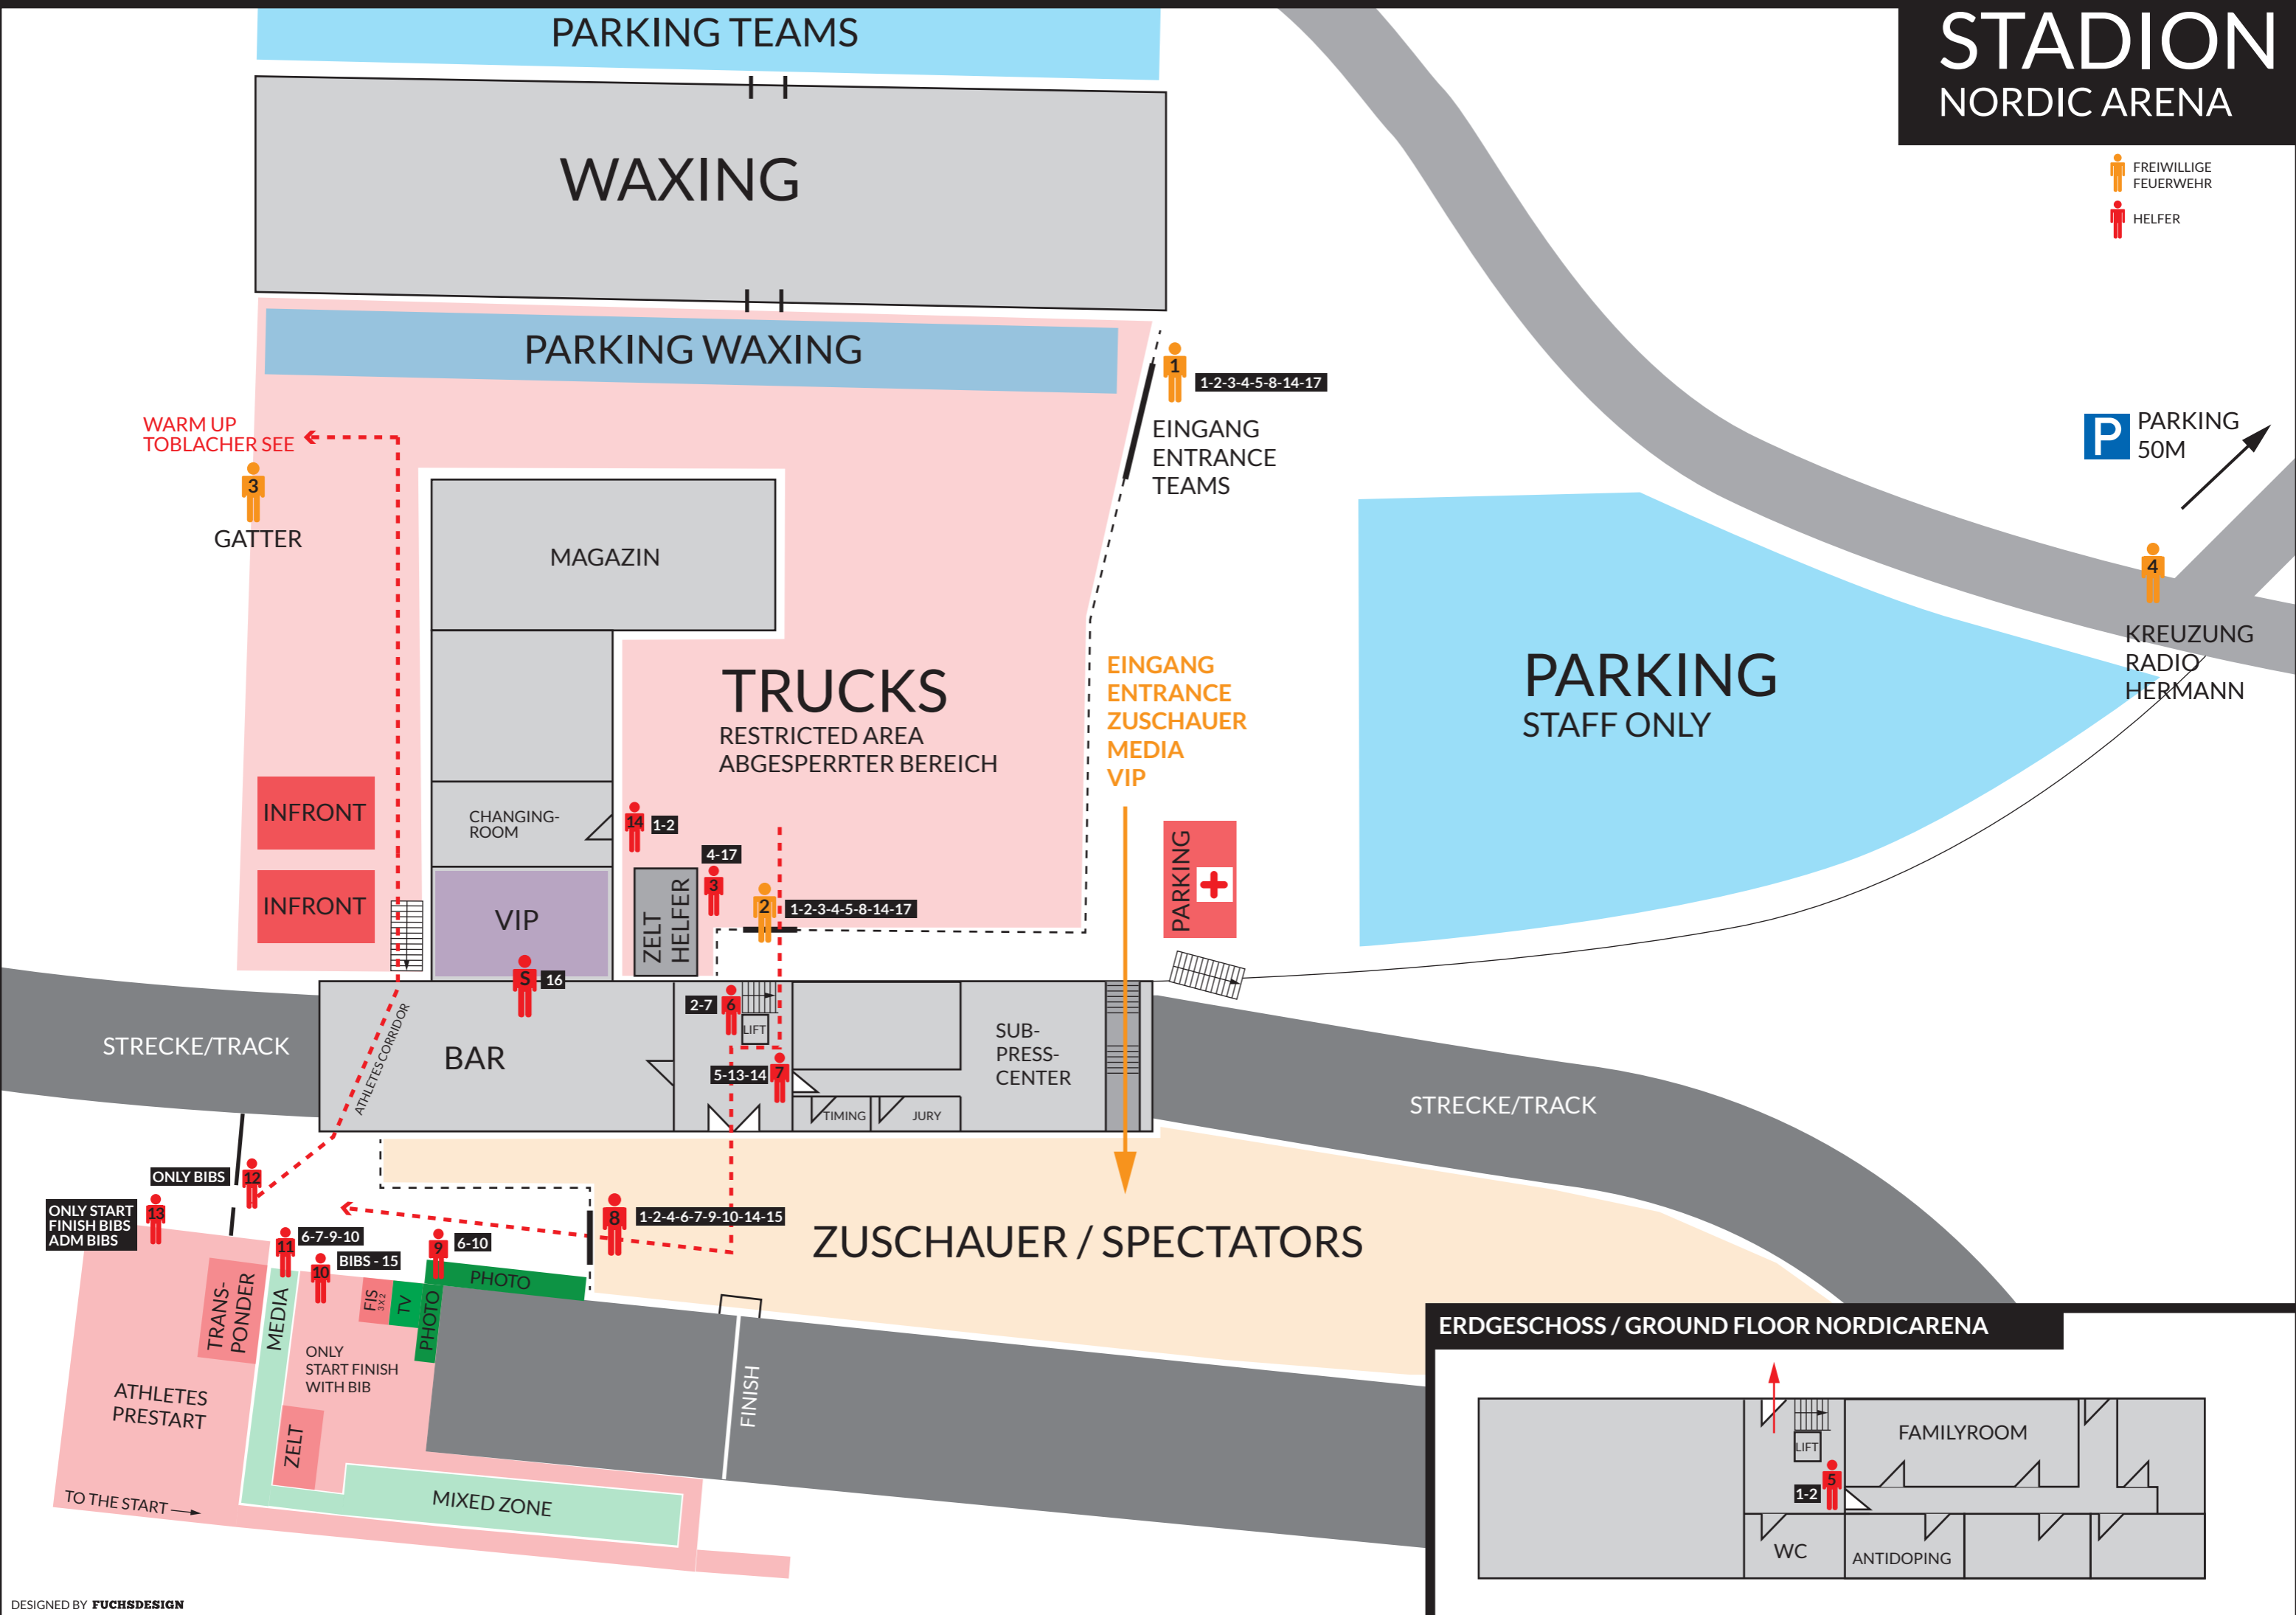 PARKING TEAMS
STADION
NORDIC ARENA
WAXING
FREIWILLIGE
FEUERWEHR
HELFER
PARKING WAXING
1
1-2-3-4-5-8-14-17
EINGANG
ENTRANCE
TEAMS
WARM UP
TOBLACHER SEE
3
GATTER
P
PARKING
50M
MAGAZIN
4
KREUZUNG
RADIO
HERMANN
TRUCKS
RESTRICTED AREA
ABGESPERRTER BEREICH
EINGANG
ENTRANCE
ZUSCHAUER
MEDIA
VIP
PARKING
STAFF ONLY
INFRONT
CHANGING-
ROOM
14
1-2
4-17
3
INFRONT
VIP
ZELT
HELFER
2
1-2-3-4-5-8-14-17
PARKING
S
16
2-7
6
LIFT
STRECKE/TRACK
ATHLETES CORRIDOR
BAR
5-13-14
7
SUB-
PRESS-
CENTER
TIMING
JURY
STRECKE/TRACK
ONLY BIBS
12
ONLY START
FINISH BIBS
ADM BIBS
13
11
6-7-9-10
10
BIBS - 15
9
6-10
8
1-2-4-6-7-9-10-14-15
ZUSCHAUER / SPECTATORS
TRANS-
PONDER
MEDIA
FIS
3X2
TV
PHOTO
PHOTO
ONLY
START FINISH
WITH BIB
ATHLETES
PRESTART
ZELT
FINISH
TO THE START
MIXED ZONE
ERDGESCHOSS / GROUND FLOOR NORDICARENA
LIFT
FAMILYROOM
5
1-2
WC
ANTIDOPING
DESIGNED BY FUCHSDESIGN